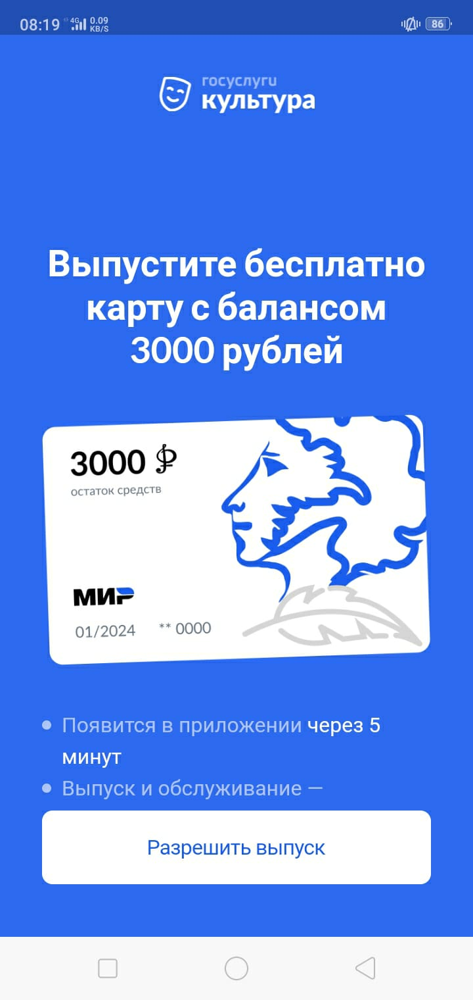 08:19 4G 0.09 KB/S 86
госуслуги
культура
Выпустите бесплатно
карту с балансом
3000 рублей
3000 ₽
остаток средств
МИР
01/2024 ** 0000
Появится в приложении через 5
минут
Выпуск и обслуживание —
Разрешить выпуск